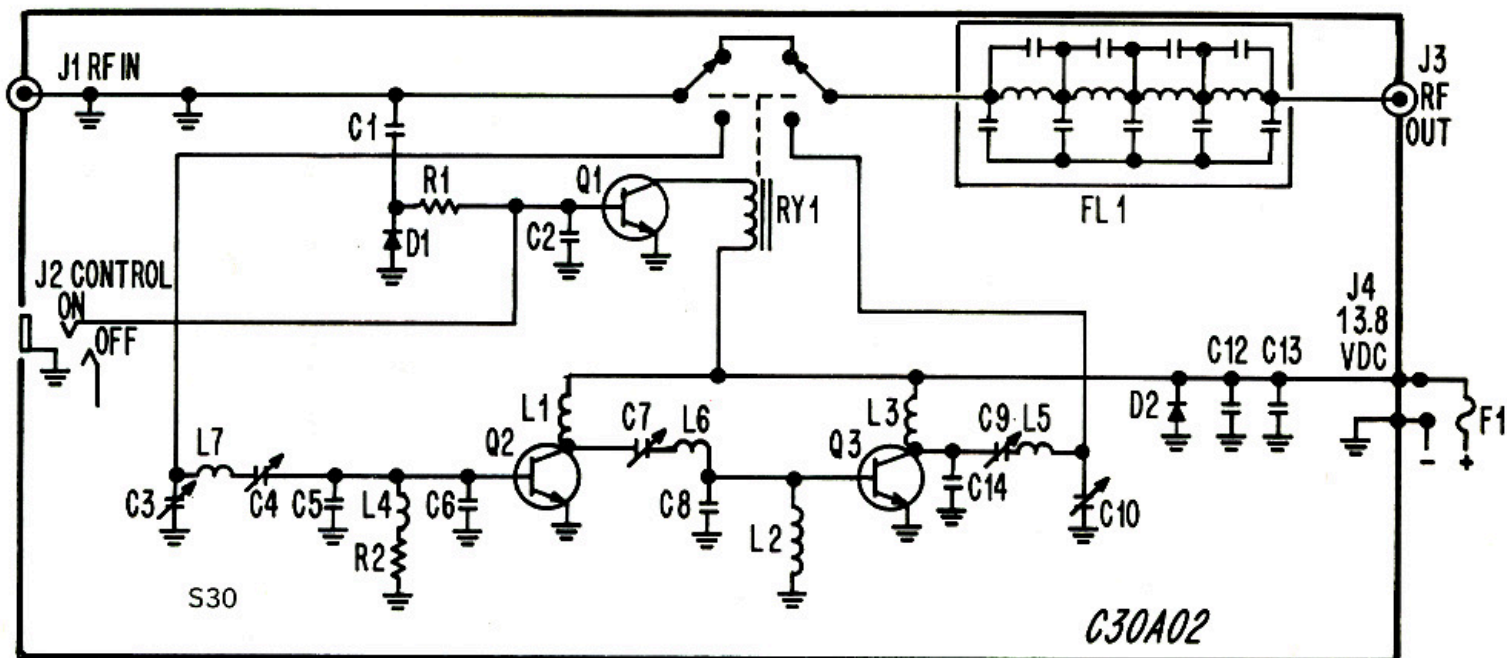 J1 RF IN
J3
RF
OUT
C1
R1
Q1
RY1
FL 1
C2
D1
J2 CONTROL
ON
OFF
J4
13.8
VDC
C12
C13
L1
C7
L6
L3
C9
L5
D2
F1
Q2
Q3
L7
-
+
C3
C4
C5
L4
C6
C8
C14
C10
L2
R2
S30
C30A02